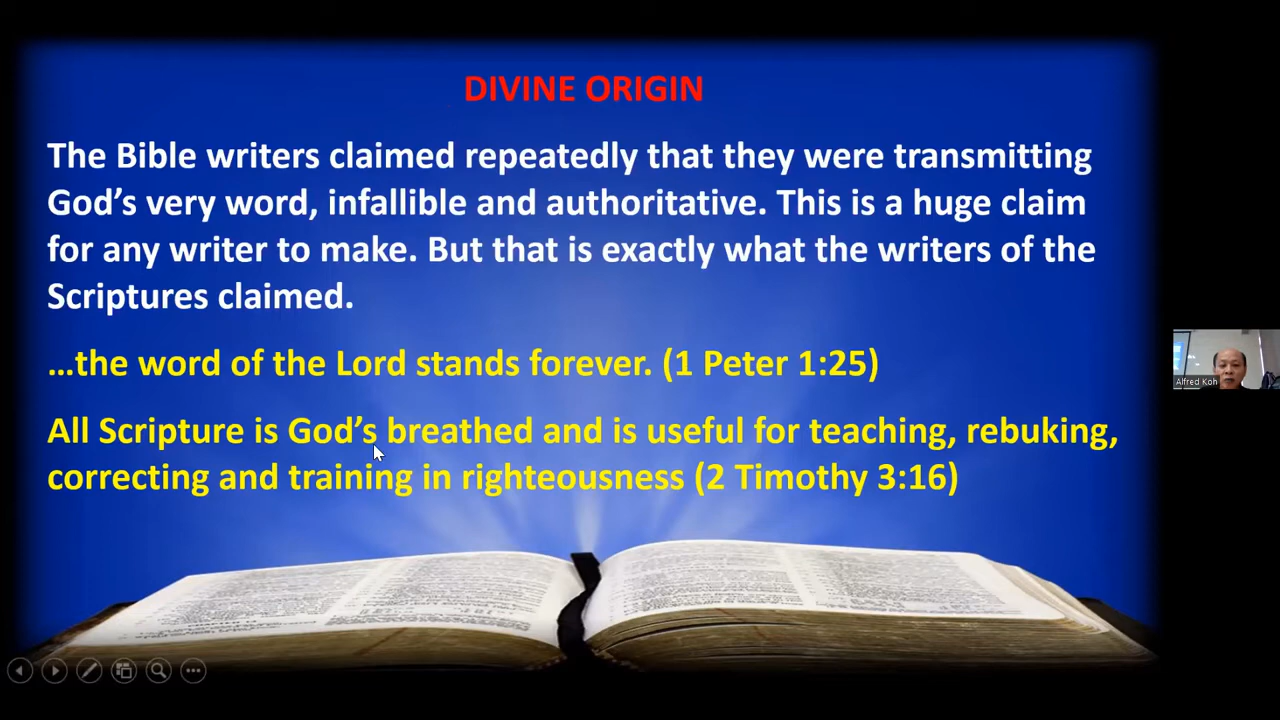 DIVINE ORIGIN
The Bible writers claimed repeatedly that they were transmitting
God’s very word, infallible and authoritative. This is a huge claim
for any writer to make. But that is exactly what the writers of the
Scriptures claimed.
…the word of the Lord stands forever. (1 Peter 1:25)
All Scripture is God’s breathed and is useful for teaching, rebuking,
correcting and training in righteousness (2 Timothy 3:16)
Alfred Koh